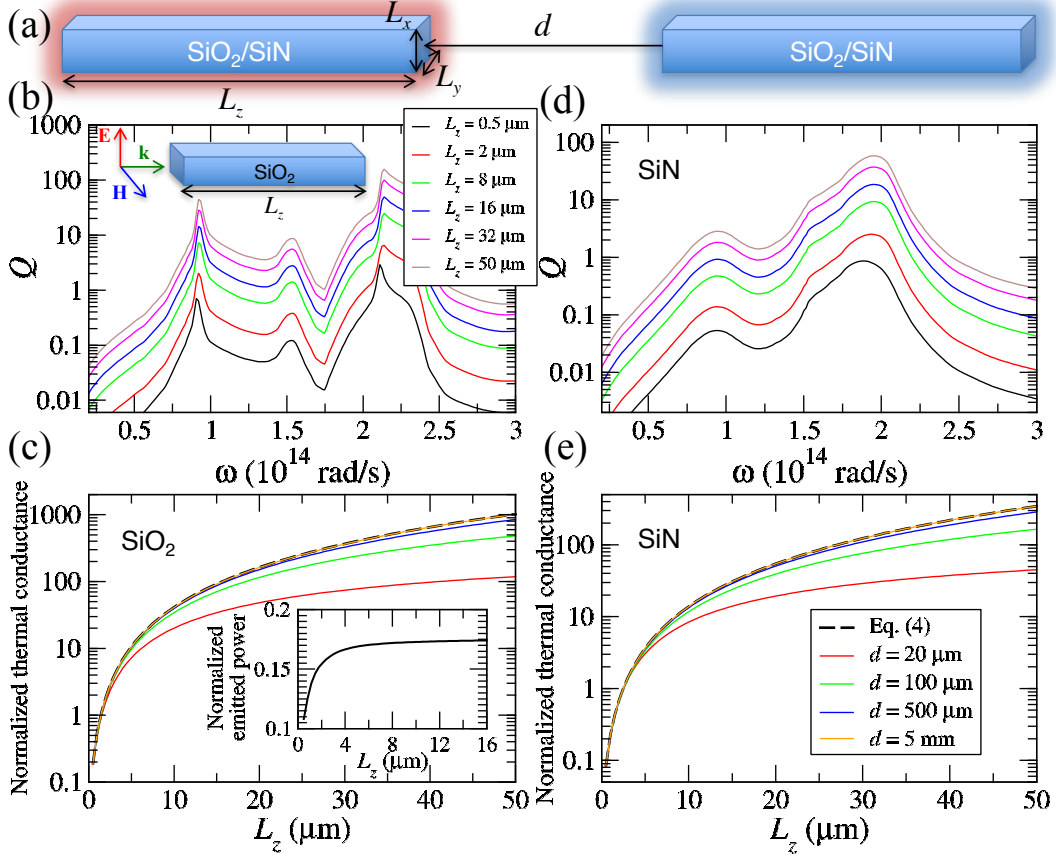 (a)
SiO2/SiN
Lx
Ly
Lz
d
SiO2/SiN
(b)
E
k
H
SiO2
Lz
Lz = 0.5 μm
Lz = 2 μm
Lz = 8 μm
Lz = 16 μm
Lz = 32 μm
Lz = 50 μm
1000
100
10
1
0.1
0.01
Q
0.5 1 1.5 2 2.5 3
ω (10^14 rad/s)
(d)
SiN
1000
100
10
1
0.1
0.01
Q
0.5 1 1.5 2 2.5 3
ω (10^14 rad/s)
(c)
SiO2
Normalized thermal conductance
1000
100
10
1
0.1
0 10 20 30 40 50
Lz (μm)
Normalized
emitted power
0.2
0.15
0.1
0 4 8 12 16
Lz (μm)
(e)
SiN
Normalized thermal conductance
100
10
1
0.1
0 10 20 30 40 50
Lz (μm)
Eq. (4)
d = 20 μm
d = 100 μm
d = 500 μm
d = 5 mm